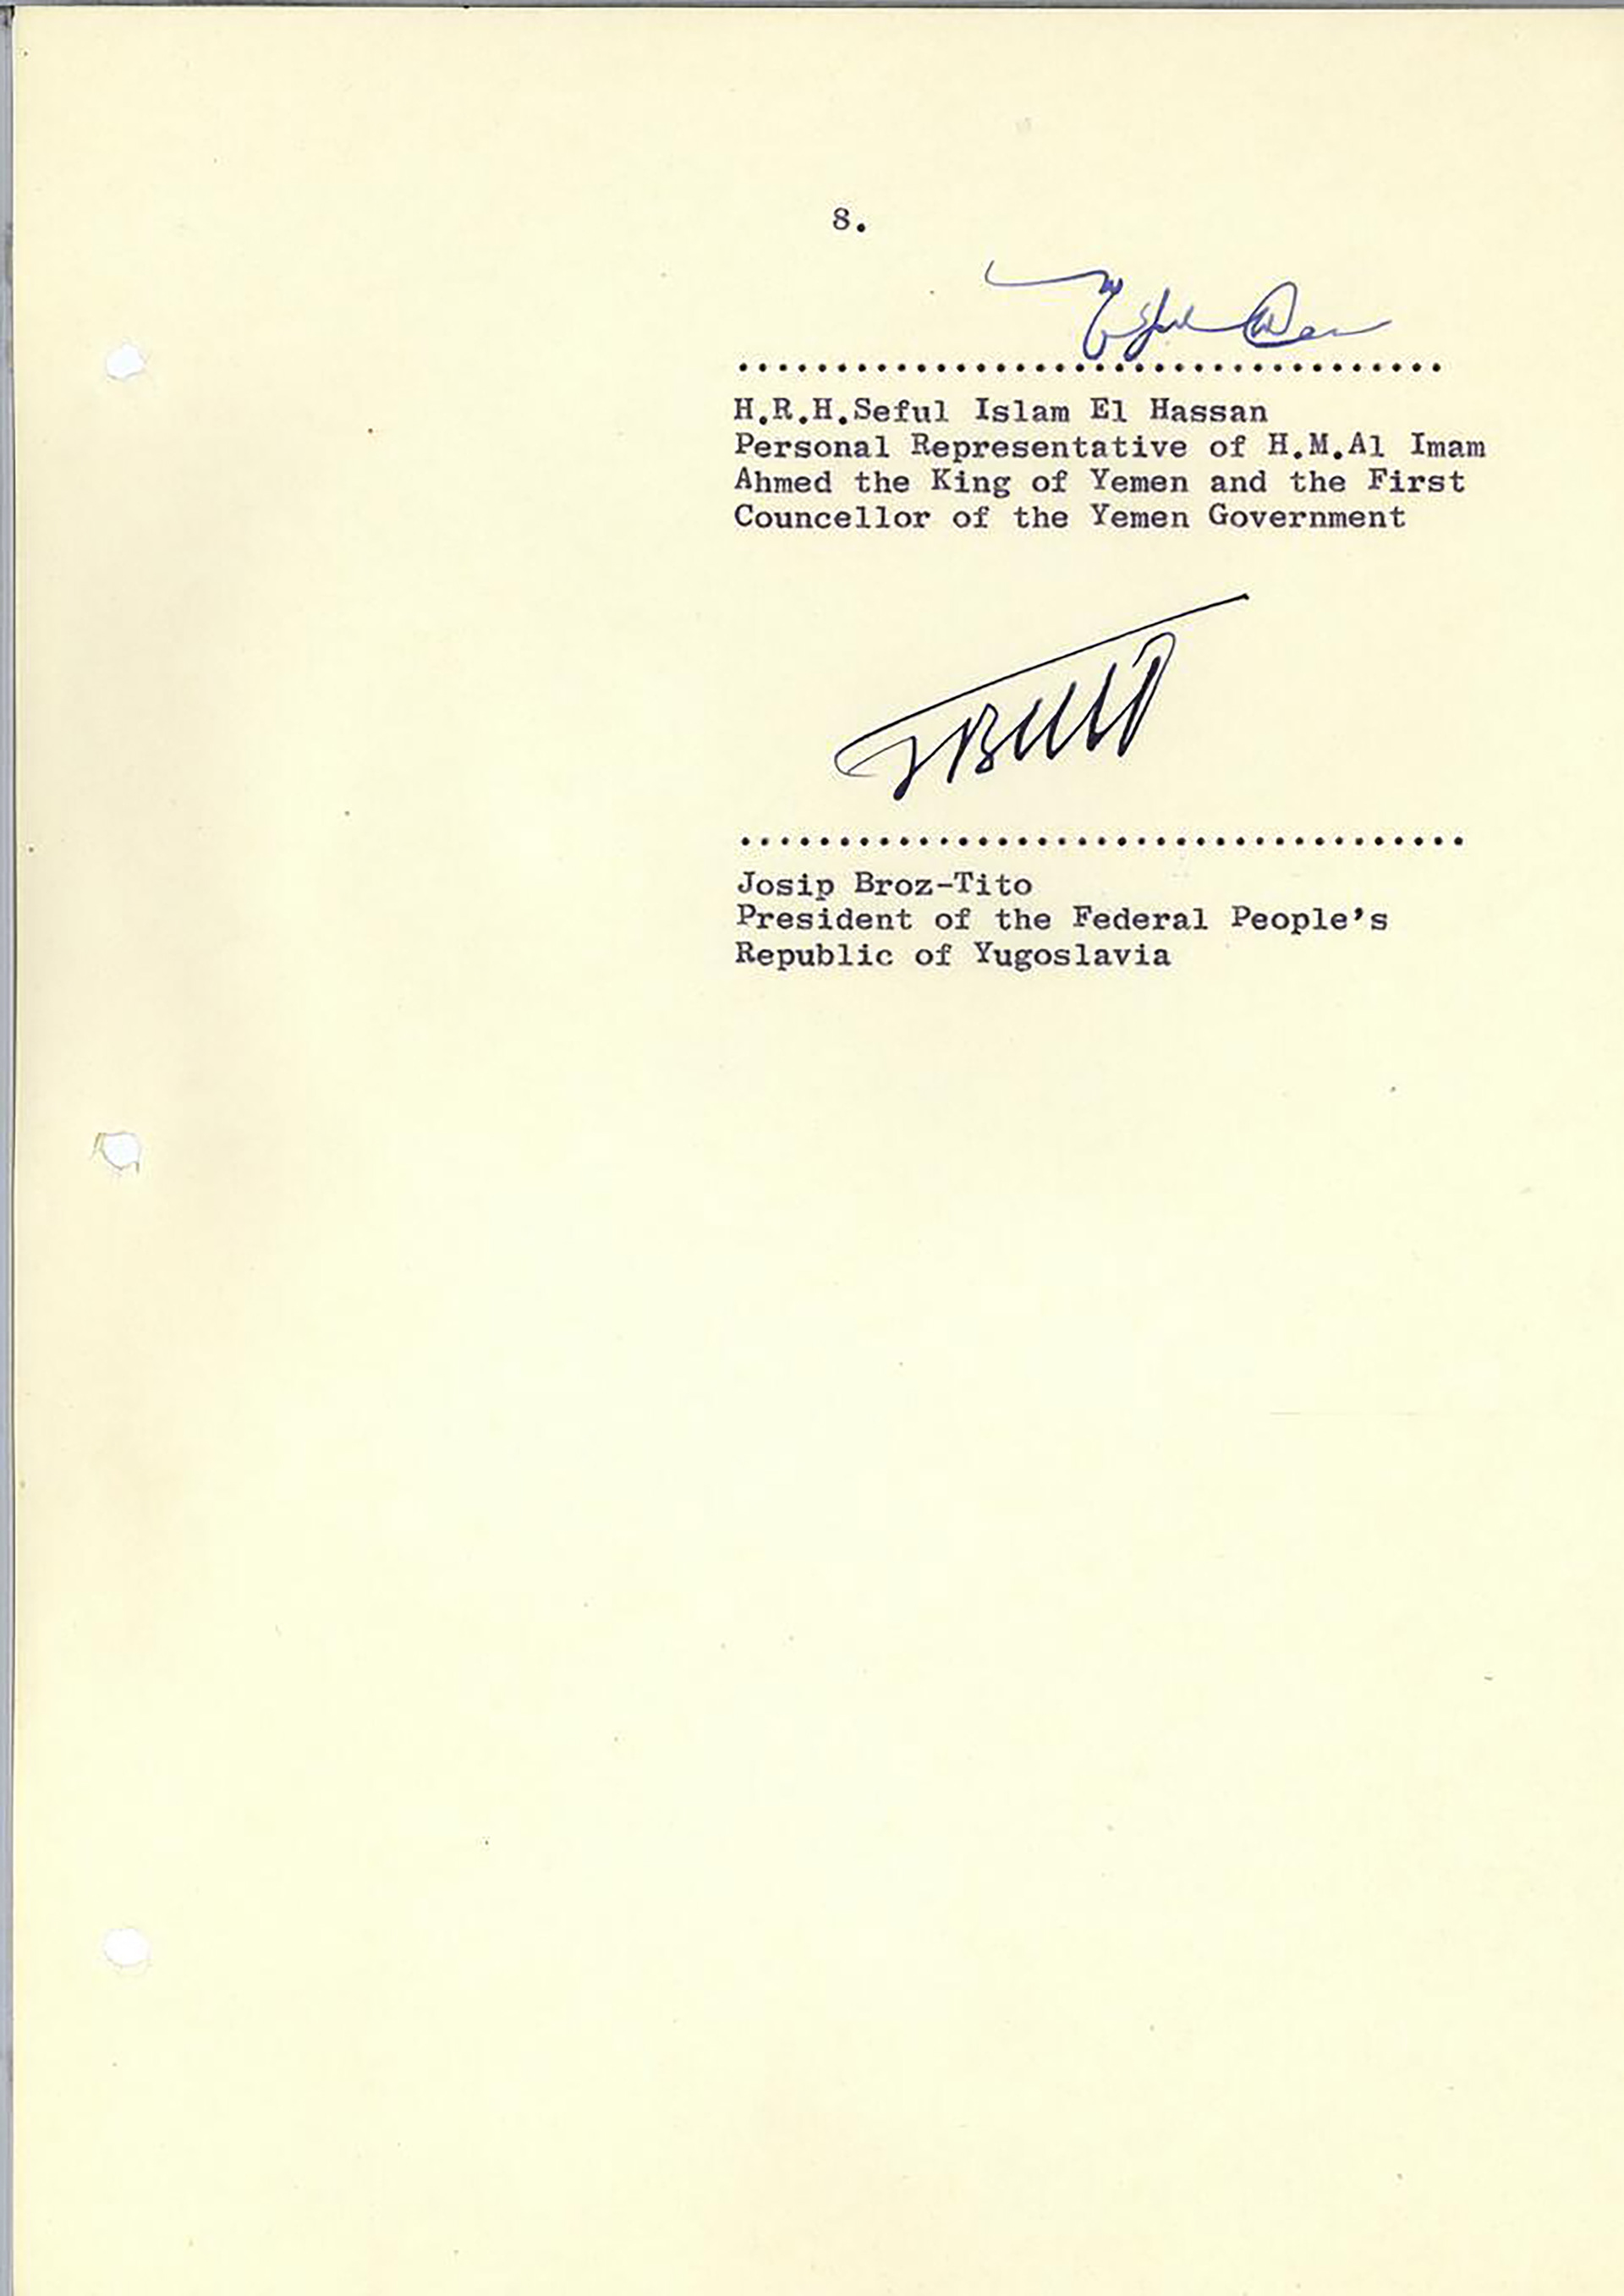 8.
....................................
H.R.H.Seful Islam El Hassan
Personal Representative of H.M.Al Imam
Ahmed the King of Yemen and the First
Councellor of the Yemen Government
.....................................
Josip Broz-Tito
President of the Federal People's
Republic of Yugoslavia